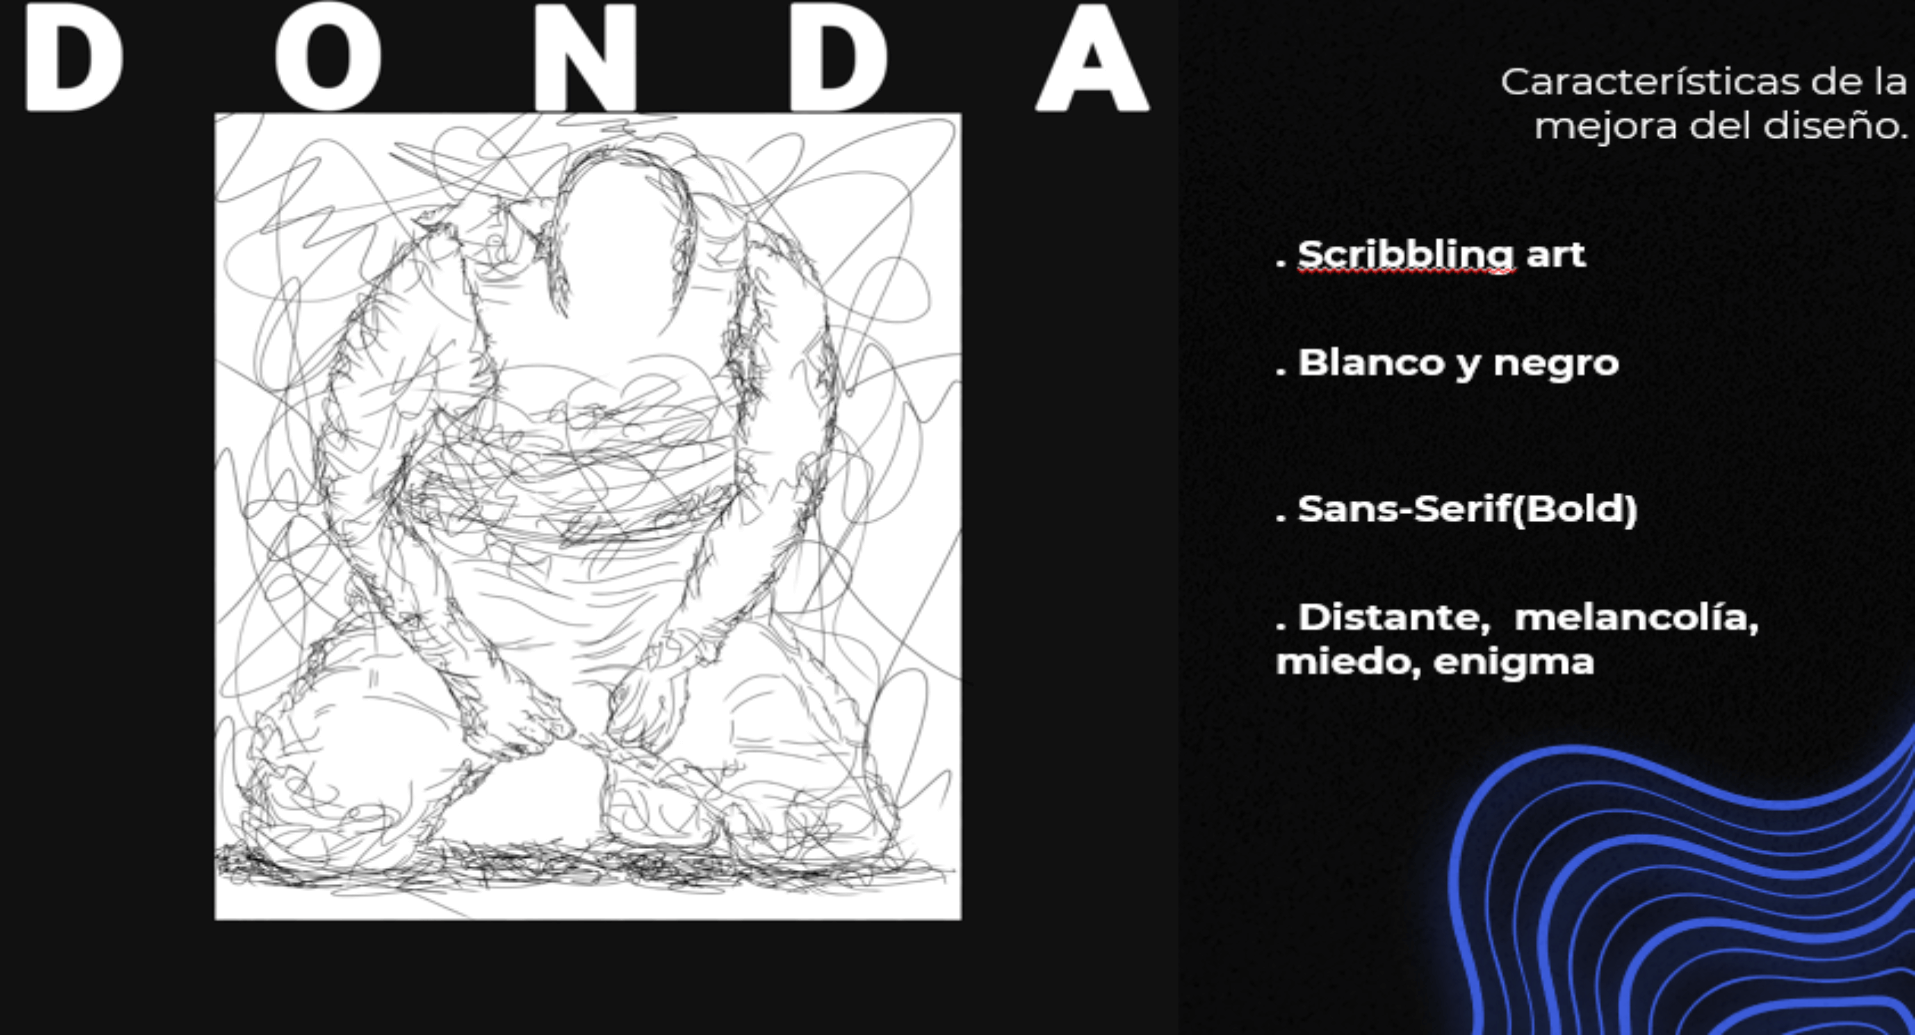 D O N D A
Características de la
mejora del diseño.
. Scribbling art
. Blanco y negro
. Sans-Serif(Bold)
. Distante,  melancolía,
miedo, enigma